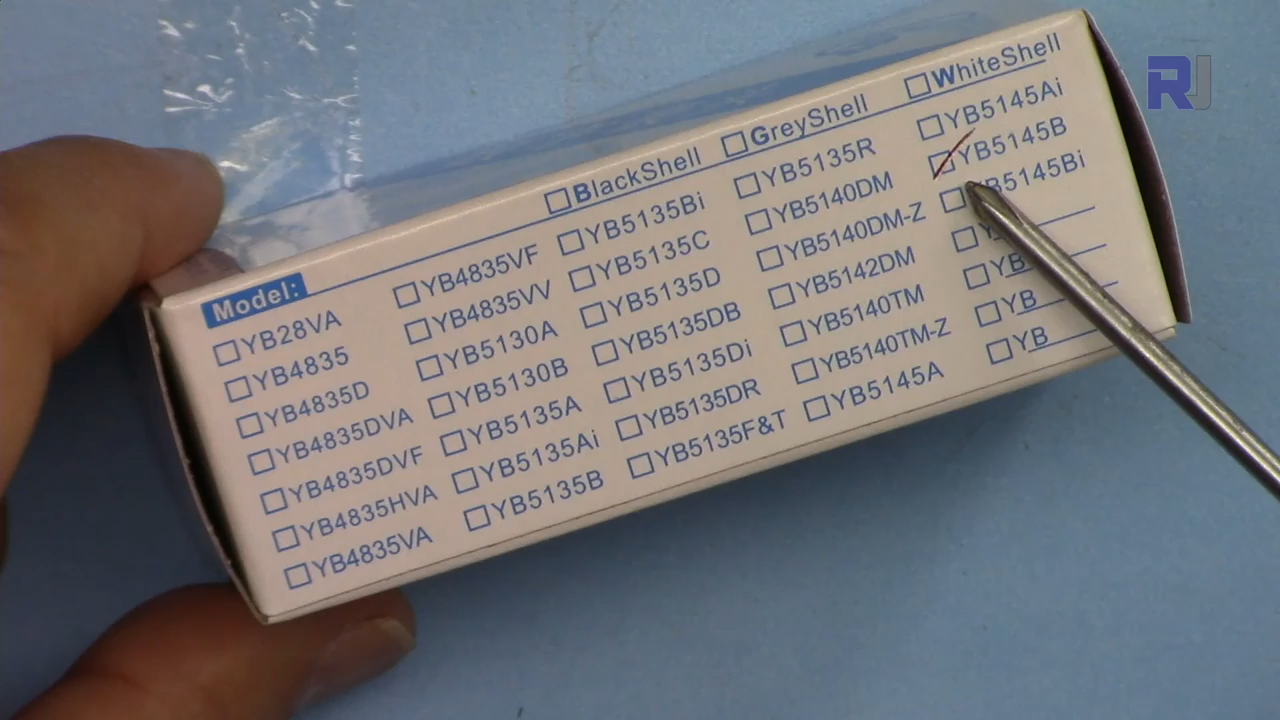 RJ
BlackShell GreyShell WhiteShell
Model:
YB28VA
YB4835
YB4835D
YB4835DVA
YB4835DVF
YB4835HVA
YB4835VA
YB4835VF
YB4835VV
YB5130A
YB5130B
YB5135A
YB5135Ai
YB5135B
YB5135Bi
YB5135C
YB5135D
YB5135DB
YB5135Di
YB5135DR
YB5135F&T
YB5135R
YB5140DM
YB5140DM-Z
YB5142DM
YB5140TM
YB5140TM-Z
YB5145A
YB5145Ai
YB5145B
YB5145Bi
YB
YB
YB